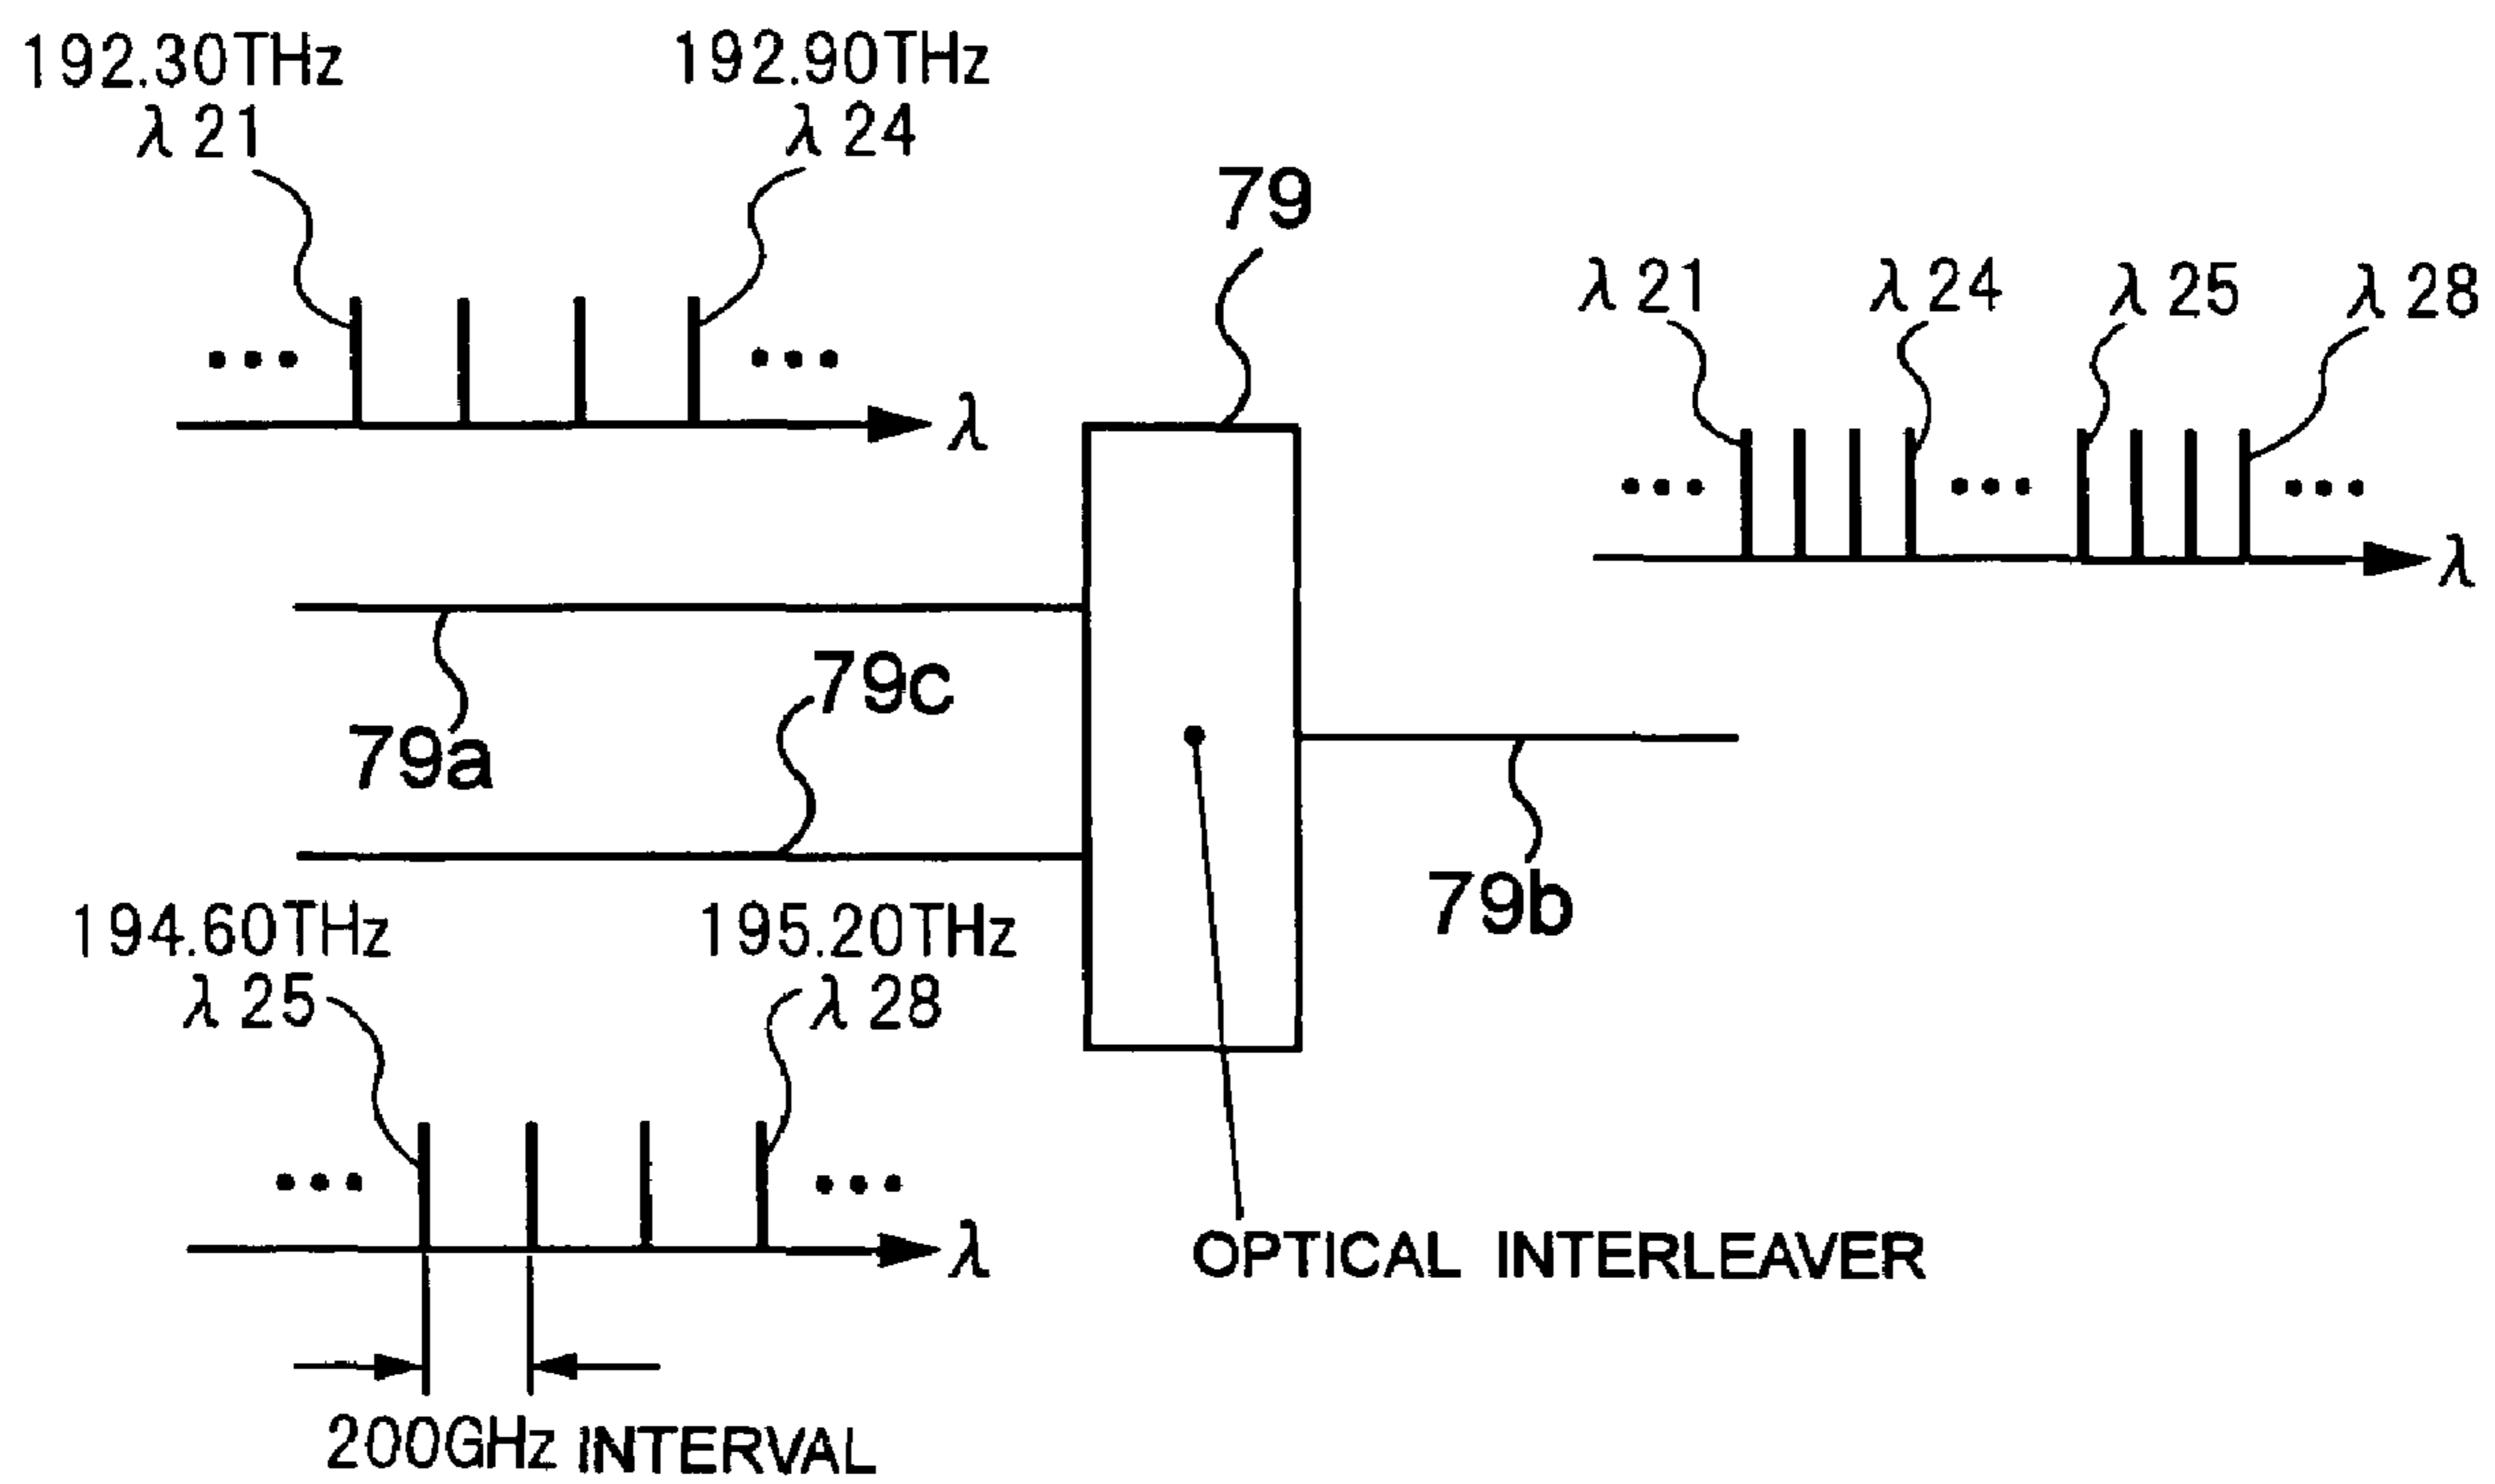 192.30THz
λ21
192.90THz
λ24
79
λ21
λ24
λ25
λ28
•••
•••
λ
•••
•••
•••
λ
79a
79c
79b
194.60THz
λ25
195.20THz
λ28
•••
•••
λ
OPTICAL INTERLEAVER
200GHz INTERVAL